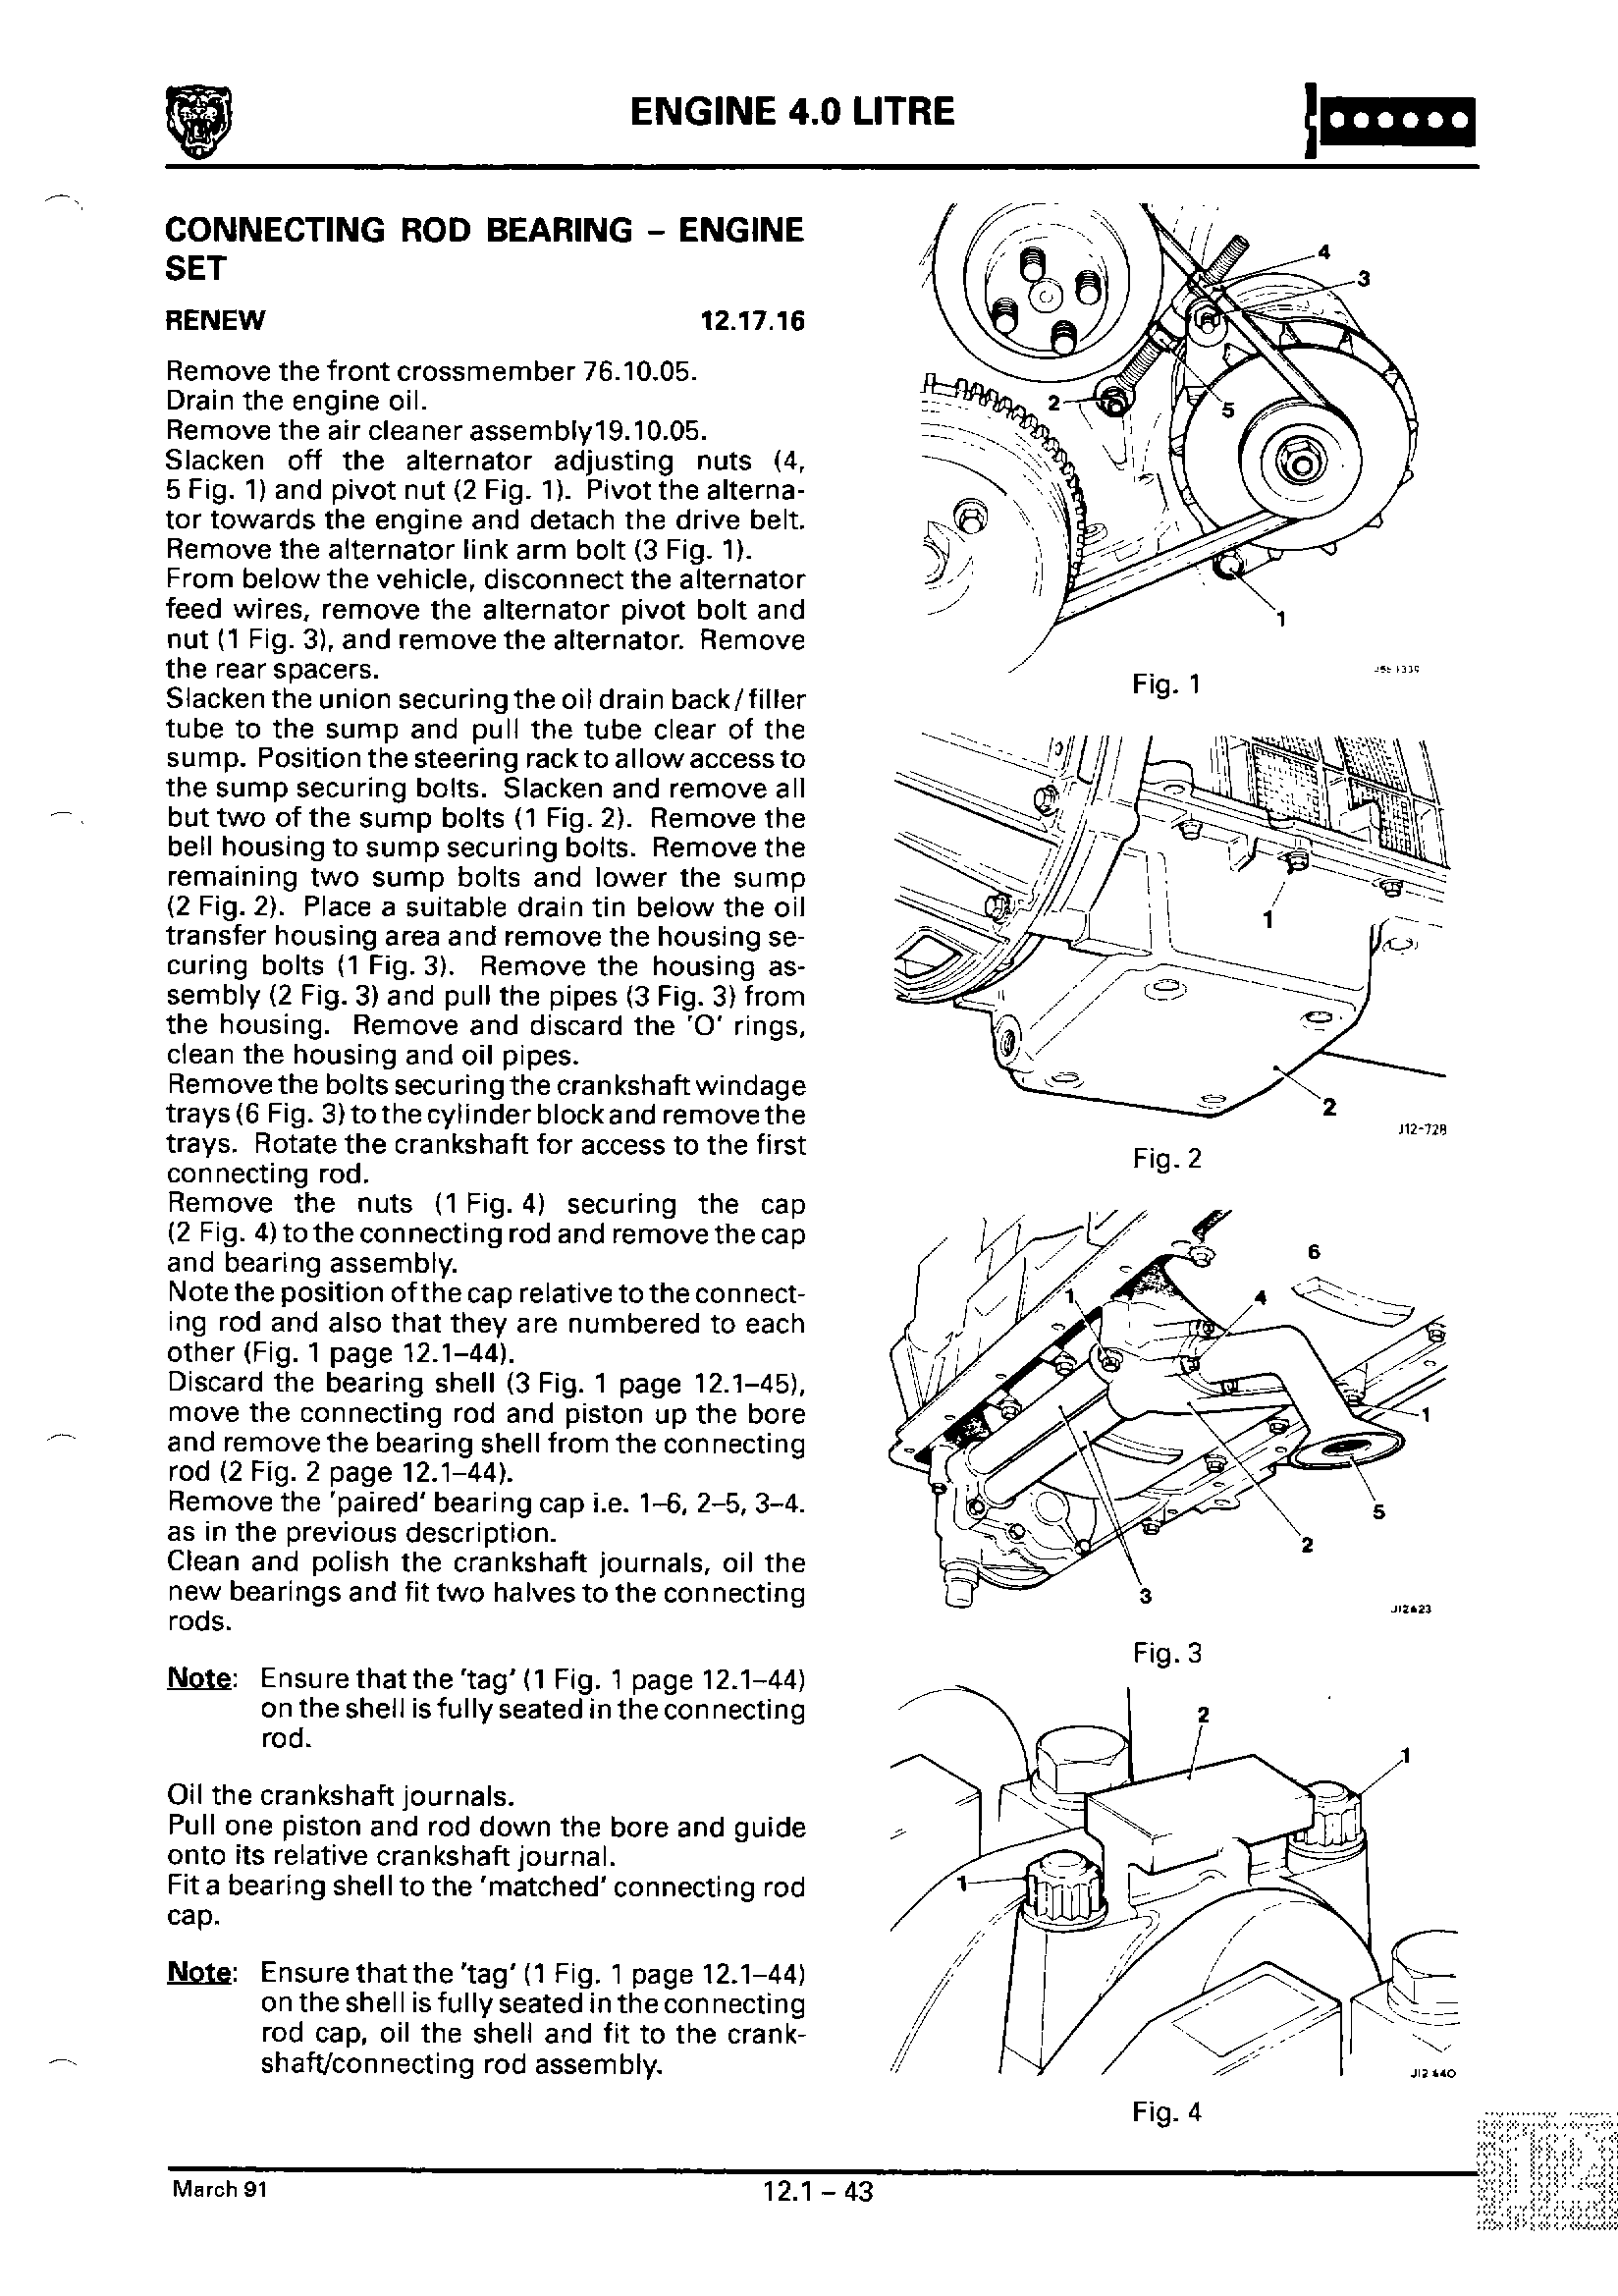 ENGINE 4.0 LITRE
CONNECTING ROD BEARING – ENGINE
SET
RENEW 12.17.16
Remove the front crossmember 76.10.05.
Drain the engine oil.
Remove the air cleaner assembly19.10.05.
Slacken off the alternator adjusting nuts (4,
5 Fig. 1) and pivot nut (2 Fig. 1). Pivot the alterna-
tor towards the engine and detach the drive belt.
Remove the alternator link arm bolt (3 Fig. 1).
From below the vehicle, disconnect the alternator
feed wires, remove the alternator pivot bolt and
nut (1 Fig. 3), and remove the alternator. Remove
the rear spacers.
Slacken the union securing the oil drain back/filler
tube to the sump and pull the tube clear of the
sump. Position the steering rack to allow access to
the sump securing bolts. Slacken and remove all
but two of the sump bolts (1 Fig. 2). Remove the
bell housing to sump securing bolts. Remove the
remaining two sump bolts and lower the sump
(2 Fig. 2). Place a suitable drain tin below the oil
transfer housing area and remove the housing se-
curing bolts (1 Fig. 3). Remove the housing as-
sembly (2 Fig. 3) and pull the pipes (3 Fig. 3) from
the housing. Remove and discard the 'O' rings,
clean the housing and oil pipes.
Remove the bolts securing the crankshaft windage
trays (6 Fig. 3) to the cylinder block and remove the
trays. Rotate the crankshaft for access to the first
connecting rod.
Remove the nuts (1 Fig. 4) securing the cap
(2 Fig. 4) to the connecting rod and remove the cap
and bearing assembly.
Note the position of the cap relative to the connect-
ing rod and also that they are numbered to each
other (Fig. 1 page 12.1–44).
Discard the bearing shell (3 Fig. 1 page 12.1–45),
move the connecting rod and piston up the bore
and remove the bearing shell from the connecting
rod (2 Fig. 2 page 12.1–44).
Remove the 'paired' bearing cap i.e. 1–6, 2–5, 3–4.
as in the previous description.
Clean and polish the crankshaft journals, oil the
new bearings and fit two halves to the connecting
rods.
Note: Ensure that the 'tag' (1 Fig. 1 page 12.1–44)
on the shell is fully seated in the connecting
rod.
Oil the crankshaft journals.
Pull one piston and rod down the bore and guide
onto its relative crankshaft journal.
Fit a bearing shell to the 'matched' connecting rod
cap.
Note: Ensure that the 'tag' (1 Fig. 1 page 12.1–44)
on the shell is fully seated in the connecting
rod cap, oil the shell and fit to the crank-
shaft/connecting rod assembly.
4
3
2
5
1
Fig. 1
1
2
J12-728
Fig. 2
6
1
4
1
5
2
3
J12623
Fig. 3
2
1
1
J12640
Fig. 4
March 91
12.1 – 43
12